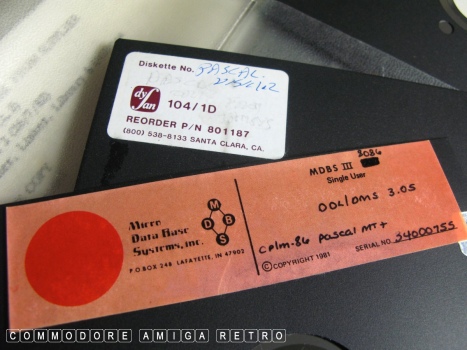 Diskette No. PASCAL
dy san
104/1D
REORDER P/N 801187
(800) 538-8133 SANTA CLARA, CA.
8086
MDBS III
Single User
DDL/DMS 3.05
cp/m-86 pascal MT+
SERIAL NO. 34000755
© COPYRIGHT 1981
M
D B
S
Micro
Data Base
Systems, inc.
P.O BOX 248 LAFAYETTE, IN 47902
COMMODORE AMIGA RETRO